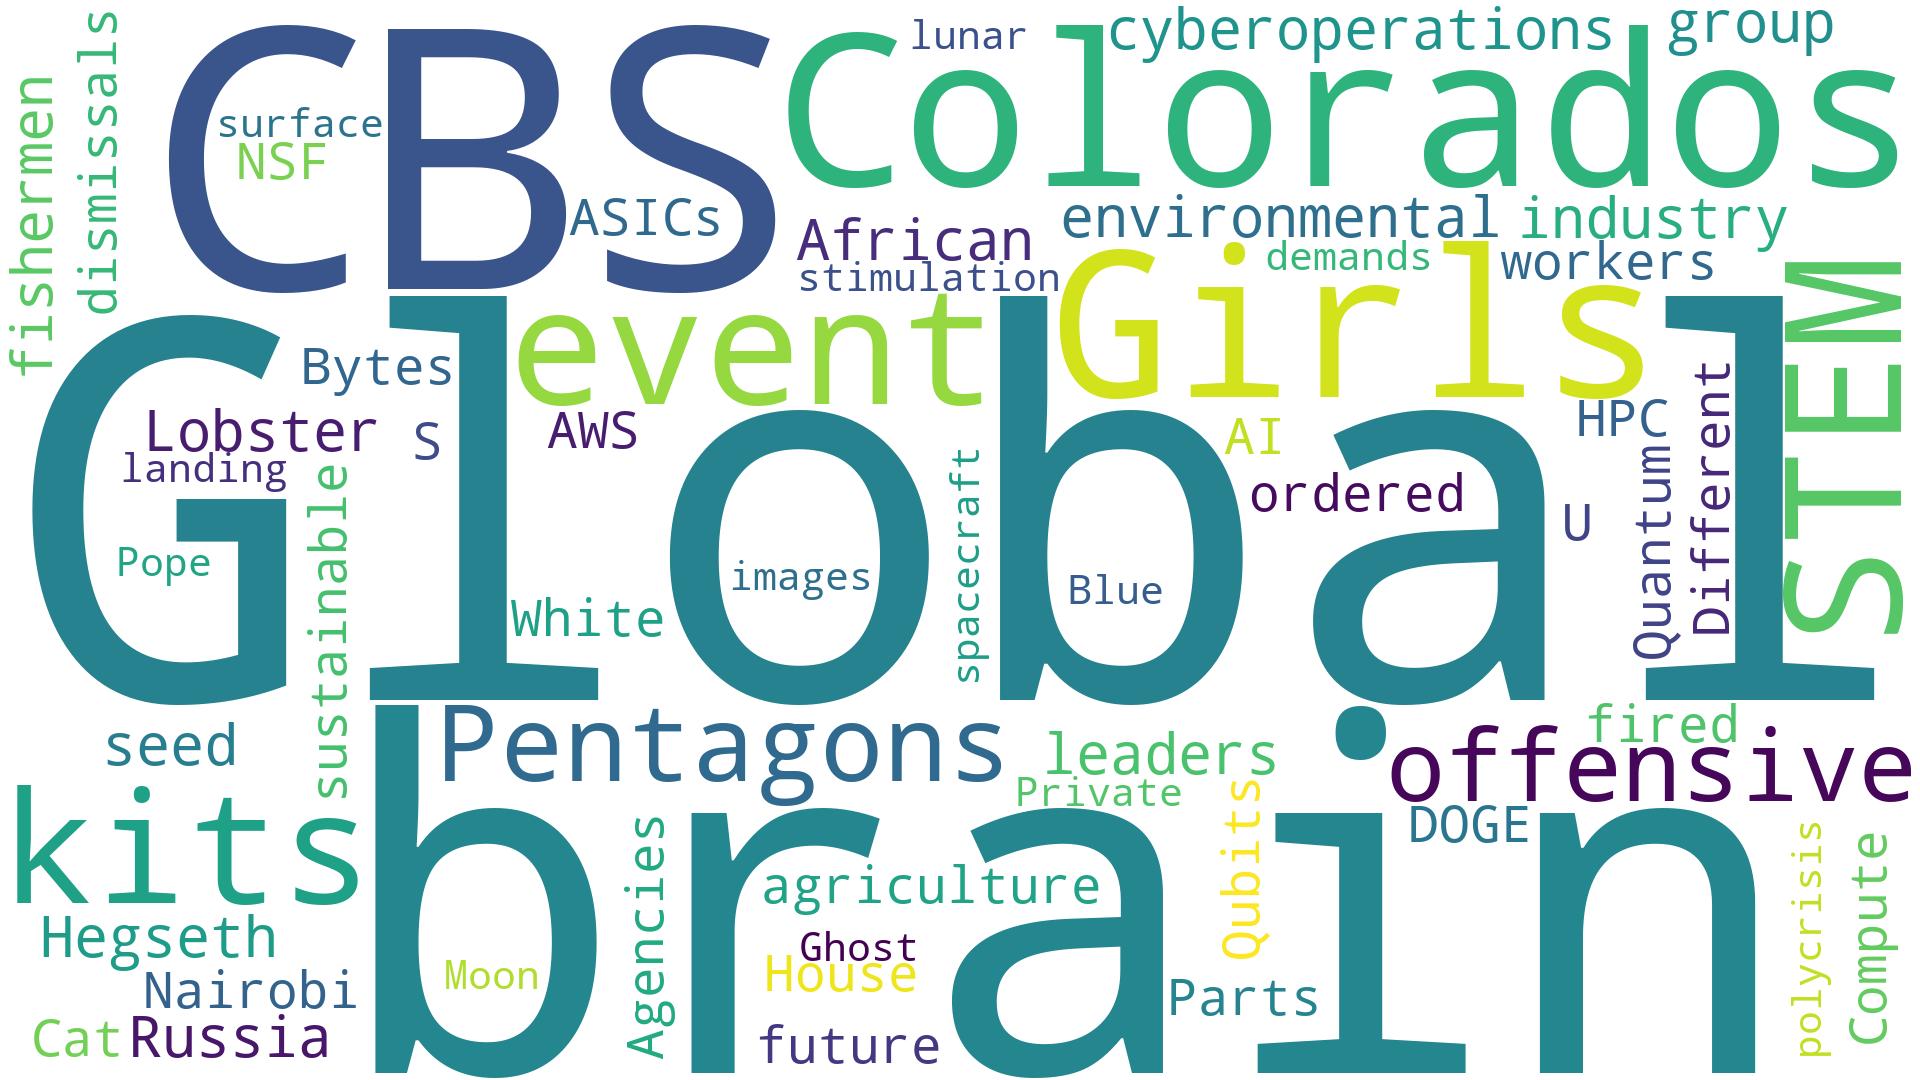 fishermen
dismissals
CBS
surface
NSF
ASICs
lunar
Colorados
cyberoperations
group
African
stimulation
environmental
industry
demands
workers
Girls
event
STEM
Global
Bytes
Lobster
S
AWS
landing
AI
ordered
HPC
U
Quantum
Different
Pope
sustainable
White
images
spacecraft
Blue
seed
Pentagons
leaders
Private
fired
offensive
DOGE
kits
brain
Agencies
agriculture
Qubits
Hegseth
Ghost
House
Moon
Nairobi
Parts
polycrisis
Compute
Cat
Russia
future